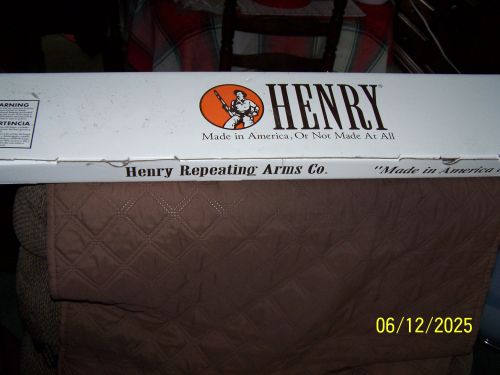 WARNING
RTENCIA
HENRY
Made in America, Or Not Made At All
Henry Repeating Arms Co.
"Made in America
06/12/2025